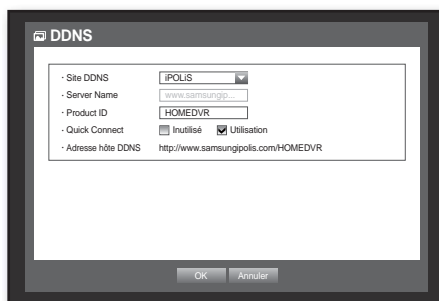 DDNS
· Site DDNS iPOLiS
· Server Name www.samsungip...
· Product ID HOMEDVR
· Quick Connect Inutilisé Utilisation
· Adresse hôte DDNS http://www.samsungipolis.com/HOMEDVR
OK Annuler